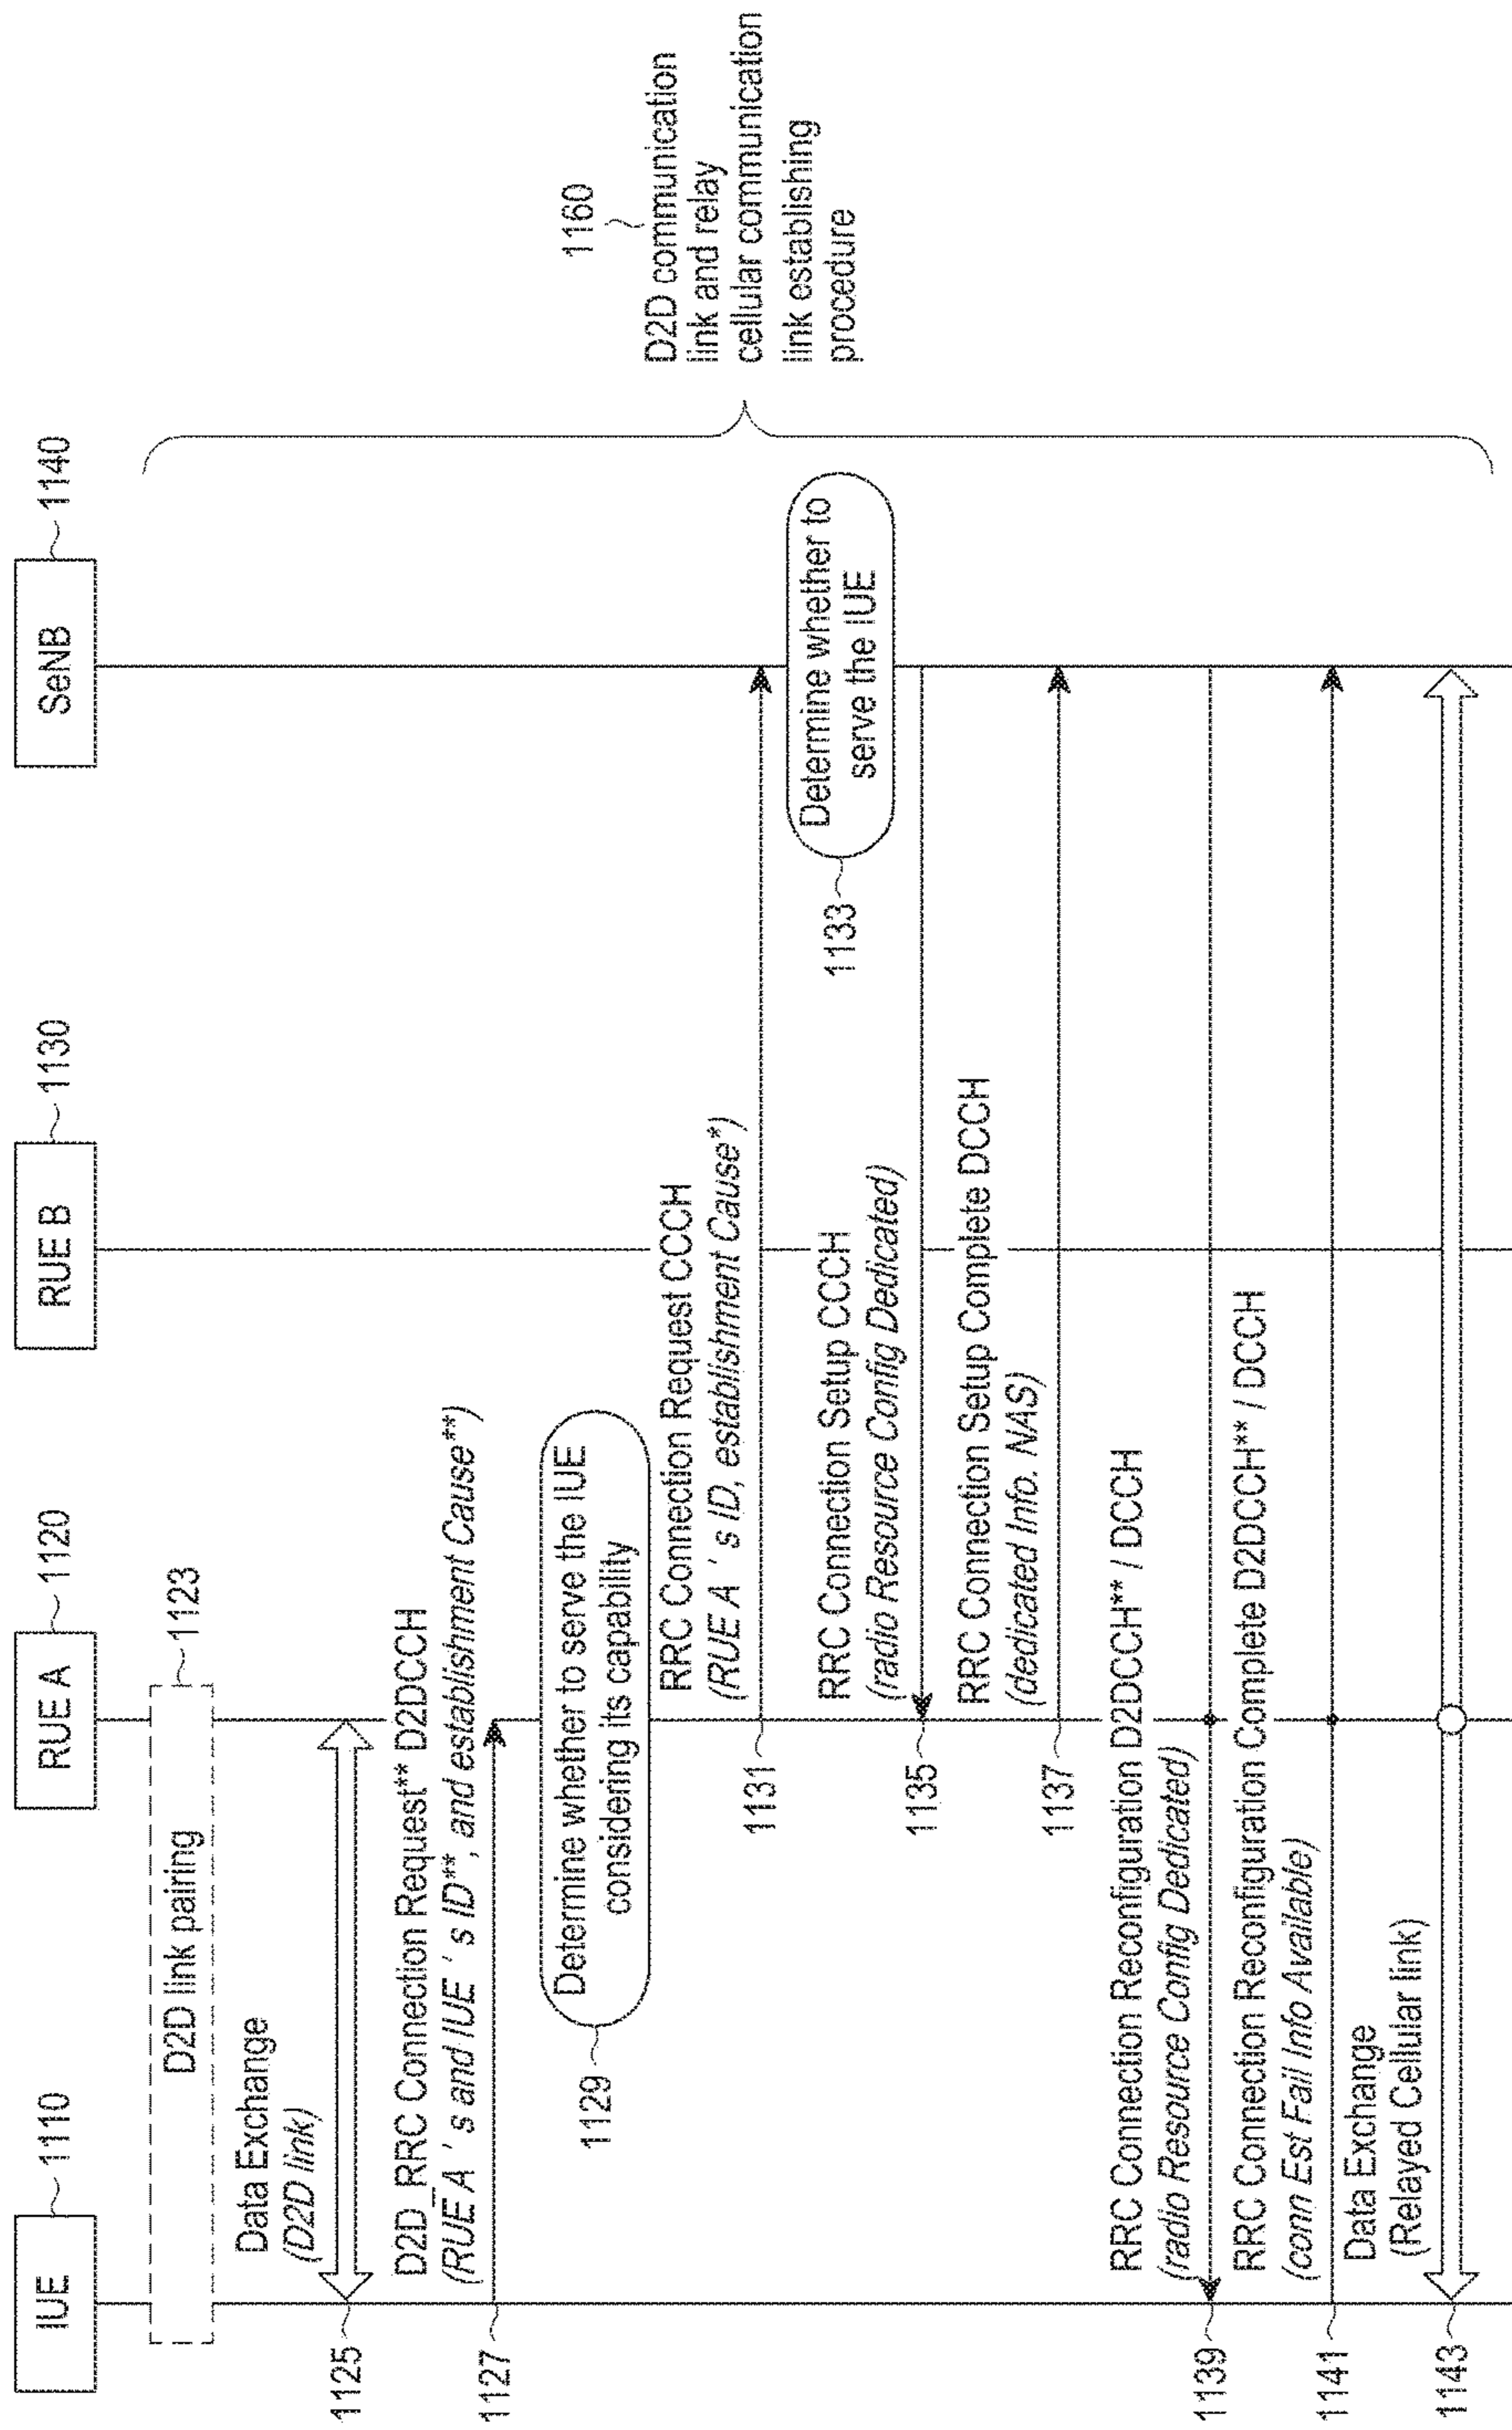 IUE
1110
RUE A
1120
RUE B
1130
SeNB
1140
D2D link pairing
1123
Data Exchange
(D2D link)
1125
D2D_RRC Connection Request** D2DCCH
(RUE A ' s and IUE ' s ID**, and establishment Cause**)
1127
Determine whether to serve the IUE
considering its capability
1129
RRC Connection Request CCCH
(RUE A ' s ID, establishment Cause*)
1131
Determine whether to
serve the IUE
1133
RRC Connection Setup CCCH
(radio Resource Config Dedicated)
1135
RRC Connection Setup Complete DCCH
(dedicated Info. NAS)
1137
RRC Connection Reconfiguration D2DCCH** / DCCH
(radio Resource Config Dedicated)
1139
RRC Connection Reconfiguration Complete D2DCCH** / DCCH
(conn Est Fail Info Available)
1141
Data Exchange
(Relayed Cellular link)
1143
1160
D2D communication
link and relay
cellular communication
link establishing
procedure